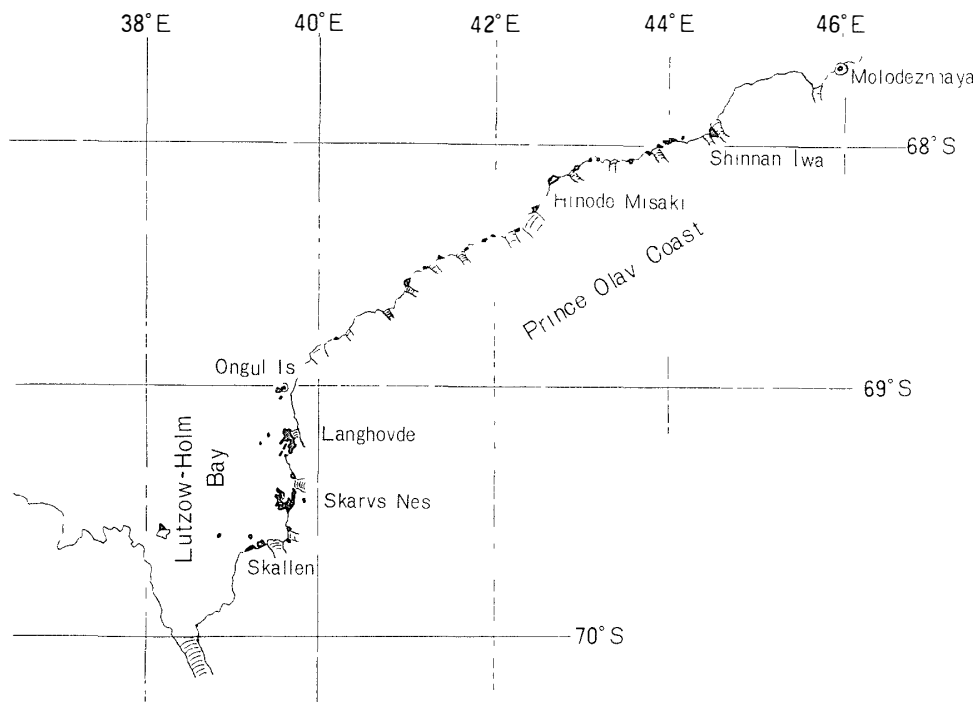 38°E 40°E 42°E 44°E 46°E
Molodezhnaya
68°S
Shinnan Iwa
Hinode Misaki
Prince Olav Coast
Ongul Is
69°S
Langhovde
Lutzow-Holm
Bay
Skarvs Nes
Skallen
70°S